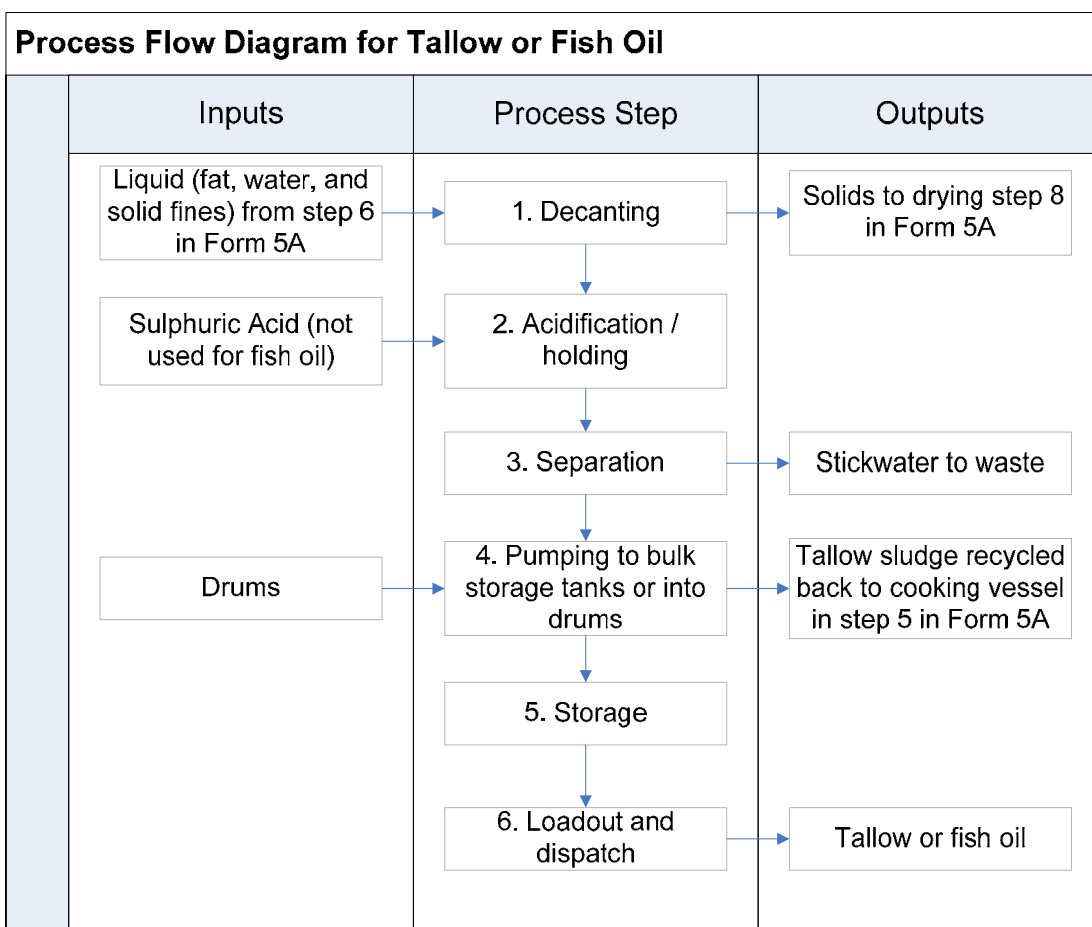 Process Flow Diagram for Tallow or Fish Oil
Inputs
Process Step
Outputs
Liquid (fat, water, and
solid fines) from step 6
in Form 5A
1. Decanting
Solids to drying step 8
in Form 5A
Sulphuric Acid (not
used for fish oil)
2. Acidification /
holding
3. Separation
Stickwater to waste
Drums
4. Pumping to bulk
storage tanks or into
drums
Tallow sludge recycled
back to cooking vessel
in step 5 in Form 5A
5. Storage
6. Loadout and
dispatch
Tallow or fish oil